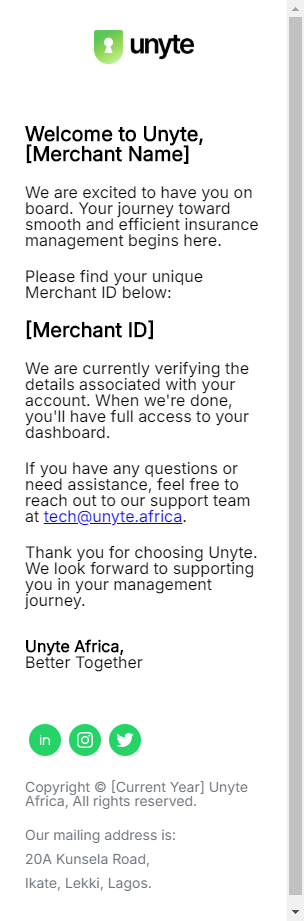 unyte
Welcome to Unyte,
[Merchant Name]
We are excited to have you on
board. Your journey toward
smooth and efficient insurance
management begins here.
Please find your unique
Merchant ID below:
[Merchant ID]
We are currently verifying the
details associated with your
account. When we're done,
you'll have full access to your
dashboard.
If you have any questions or
need assistance, feel free to
reach out to our support team
at tech@unyte.africa.
Thank you for choosing Unyte.
We look forward to supporting
you in your management
journey.
Unyte Africa,
Better Together
in
Copyright © [Current Year] Unyte
Africa, All rights reserved.
Our mailing address is:
20A Kunsela Road,
Ikate, Lekki, Lagos.